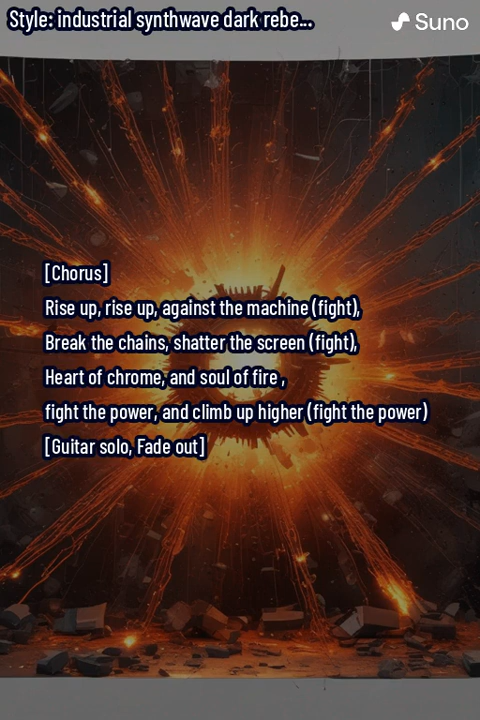 Style: industrial synthwave dark rebe...
Suno
[Chorus]
Rise up, rise up, against the machine (fight),
Break the chains, shatter the screen (fight),
Heart of chrome, and soul of fire ,
fight the power, and climb up higher (fight the power)
[Guitar solo, Fade out]